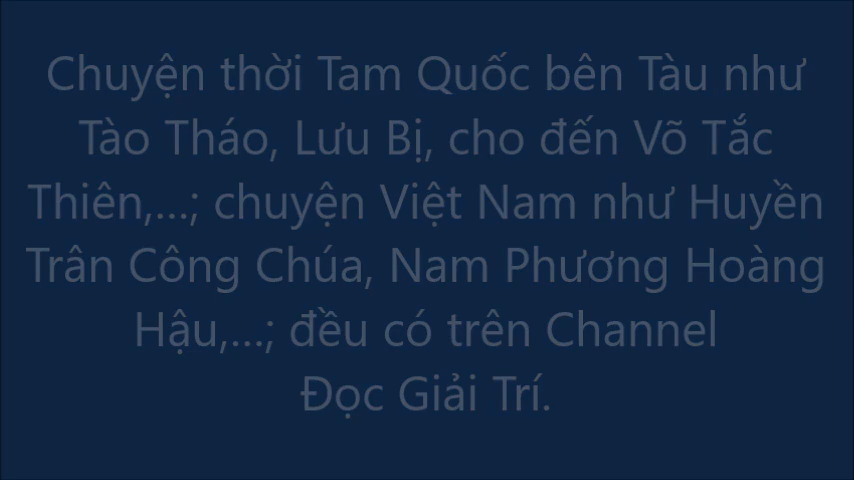 Chuyện thời Tam Quốc bên Tàu như
Tào Tháo, Lưu Bị, cho đến Võ Tắc
Thiên,...; chuyện Việt Nam như Huyền
Trân Công Chúa, Nam Phương Hoàng
Hậu,...; đều có trên Channel
Đọc Giải Trí.